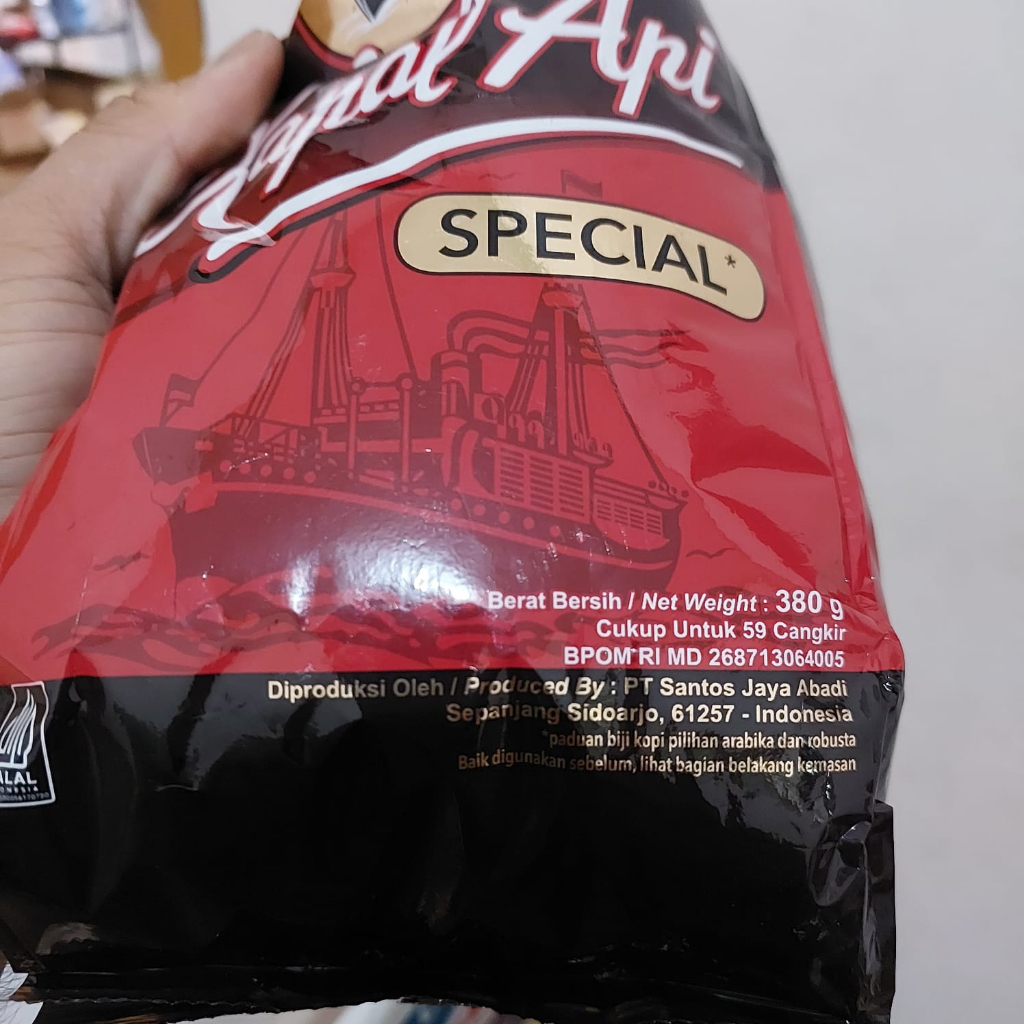 Kapal Api
SPECIAL*
Berat Bersih / Net Weight : 380 g
Cukup Untuk 59 Cangkir
BPOM RI MD 268713064005
Diproduksi Oleh / Produced By : PT Santos Jaya Abadi
Sepanjang Sidoarjo, 61257 - Indonesia
*paduan biji kopi pilihan arabika dan robusta
Baik digunakan sebelum, lihat bagian belakang kemasan
HALAL
INDONESIA